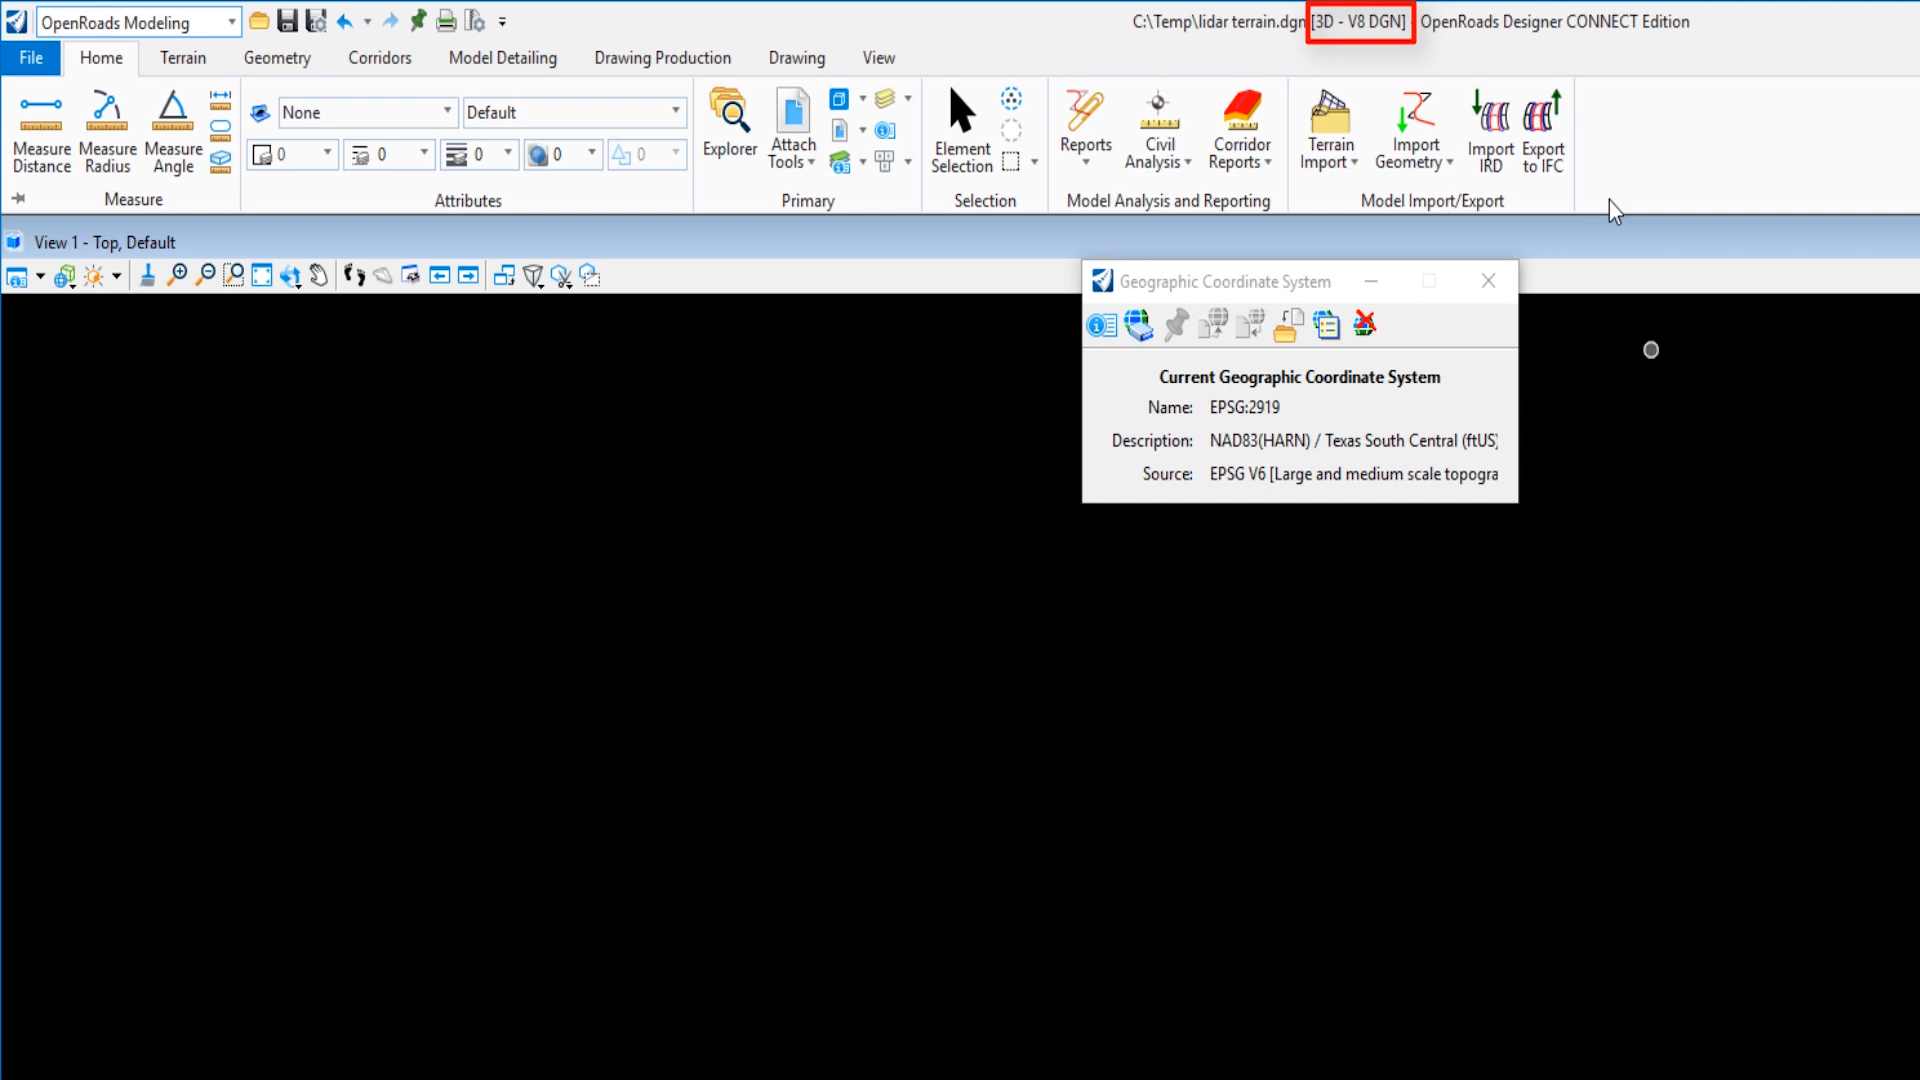 OpenRoads Modeling
C:\Temp\lidar terrain.dgn [3D - V8 DGN] - OpenRoads Designer CONNECT Edition
File Home Terrain Geometry Corridors Model Detailing Drawing Production Drawing View
None Default
0 0 0 0 0
Measure Distance
Measure Radius
Measure Angle
Measure
Attributes
Explorer
Attach Tools
Primary
Element Selection
Selection
Reports
Civil Analysis
Corridor Reports
Model Analysis and Reporting
Terrain Import
Import Geometry
Import IRD
Export to IFC
Model Import/Export
View 1 - Top, Default
Geographic Coordinate System
Current Geographic Coordinate System
Name: EPSG:2919
Description: NAD83(HARN) / Texas South Central (ftUS)
Source: EPSG V6 [Large and medium scale topogra